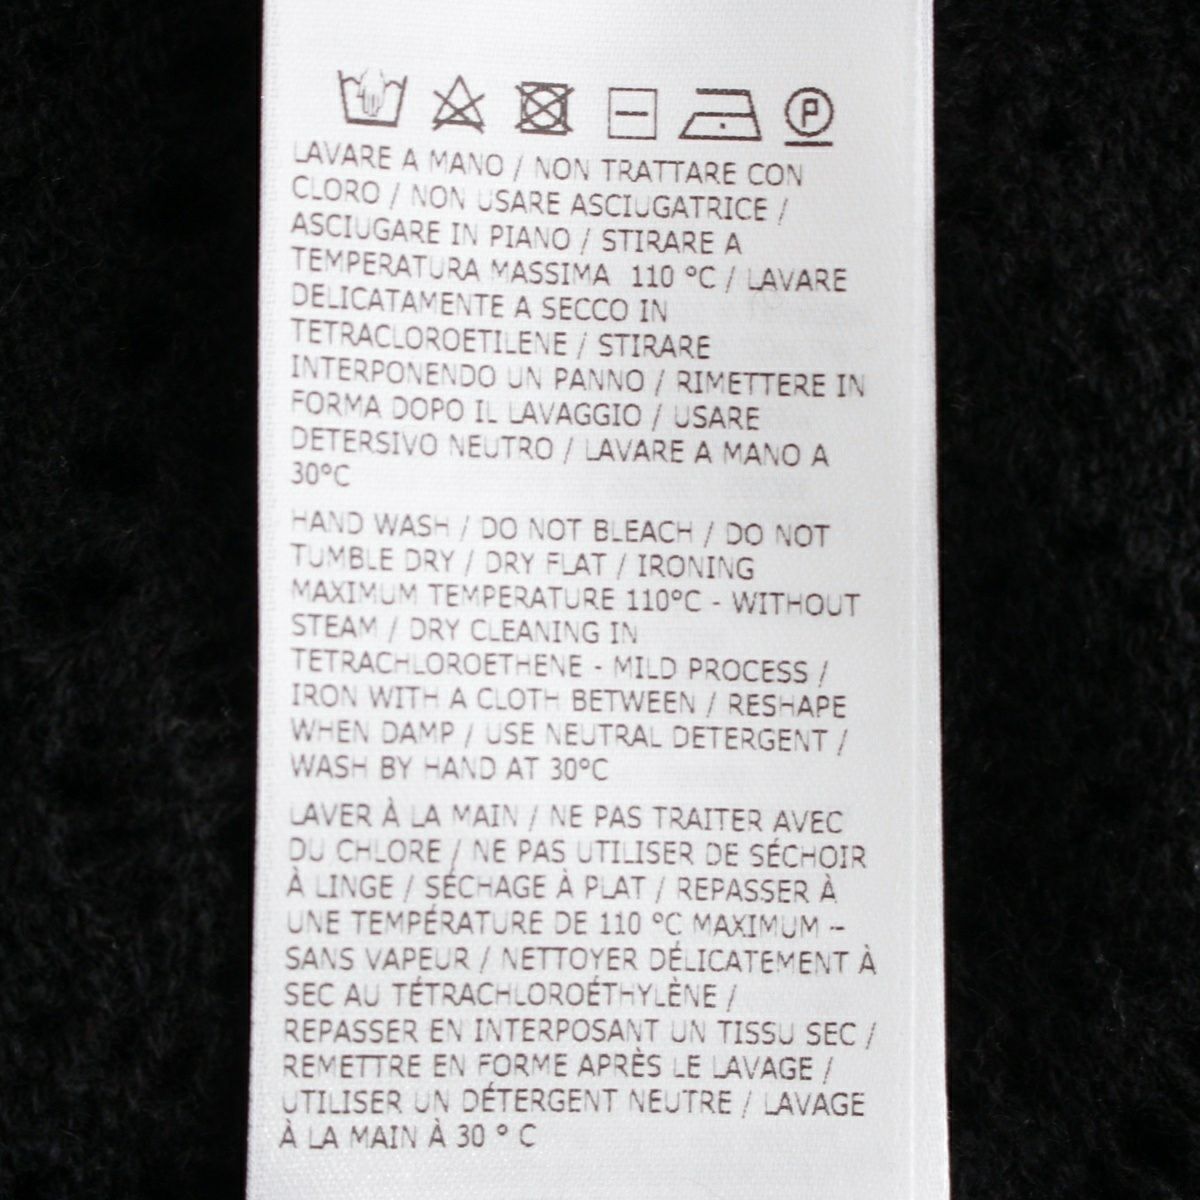 P
LAVARE A MANO / NON TRATTARE CON
CLORO / NON USARE ASCIUGATRICE /
ASCIUGARE IN PIANO / STIRARE A
TEMPERATURA MASSIMA 110 °C / LAVARE
DELICATAMENTE A SECCO IN
TETRACLOROETILENE / STIRARE
INTERPONENDO UN PANNO / RIMETTERE IN
FORMA DOPO IL LAVAGGIO / USARE
DETERSIVO NEUTRO / LAVARE A MANO A
30°C
HAND WASH / DO NOT BLEACH / DO NOT
TUMBLE DRY / DRY FLAT / IRONING
MAXIMUM TEMPERATURE 110°C - WITHOUT
STEAM / DRY CLEANING IN
TETRACHLOROETHENE - MILD PROCESS /
IRON WITH A CLOTH BETWEEN / RESHAPE
WHEN DAMP / USE NEUTRAL DETERGENT /
WASH BY HAND AT 30°C
LAVER À LA MAIN / NE PAS TRAITER AVEC
DU CHLORE / NE PAS UTILISER DE SÉCHOIR
À LINGE / SÉCHAGE À PLAT / REPASSER À
UNE TEMPÉRATURE DE 110 °C MAXIMUM --
SANS VAPEUR / NETTOYER DÉLICATEMENT À
SEC AU TÉTRACHLOROÉTHYLÈNE /
REPASSER EN INTERPOSANT UN TISSU SEC /
REMETTRE EN FORME APRÈS LE LAVAGE /
UTILISER UN DÉTERGENT NEUTRE / LAVAGE
À LA MAIN À 30 ° C